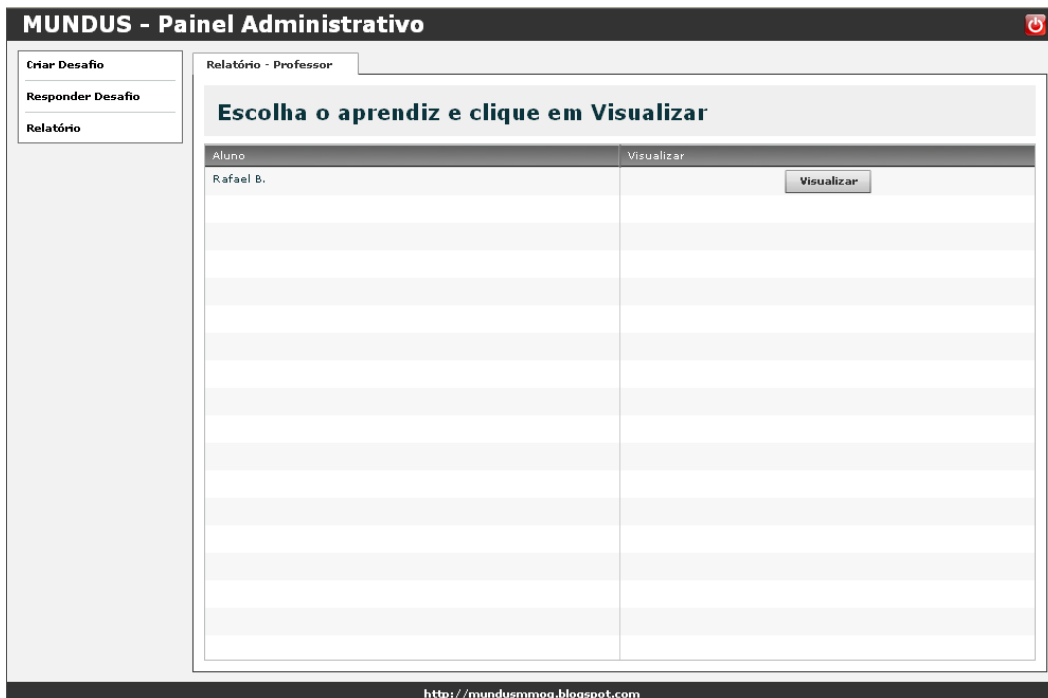 MUNDUS - Painel Administrativo
Criar Desafio
Responder Desafio
Relatório
Relatório - Professor
Escolha o aprendiz e clique em Visualizar
Aluno Visualizar
Rafael B. Visualizar
http://mundusmmog.blogspot.com